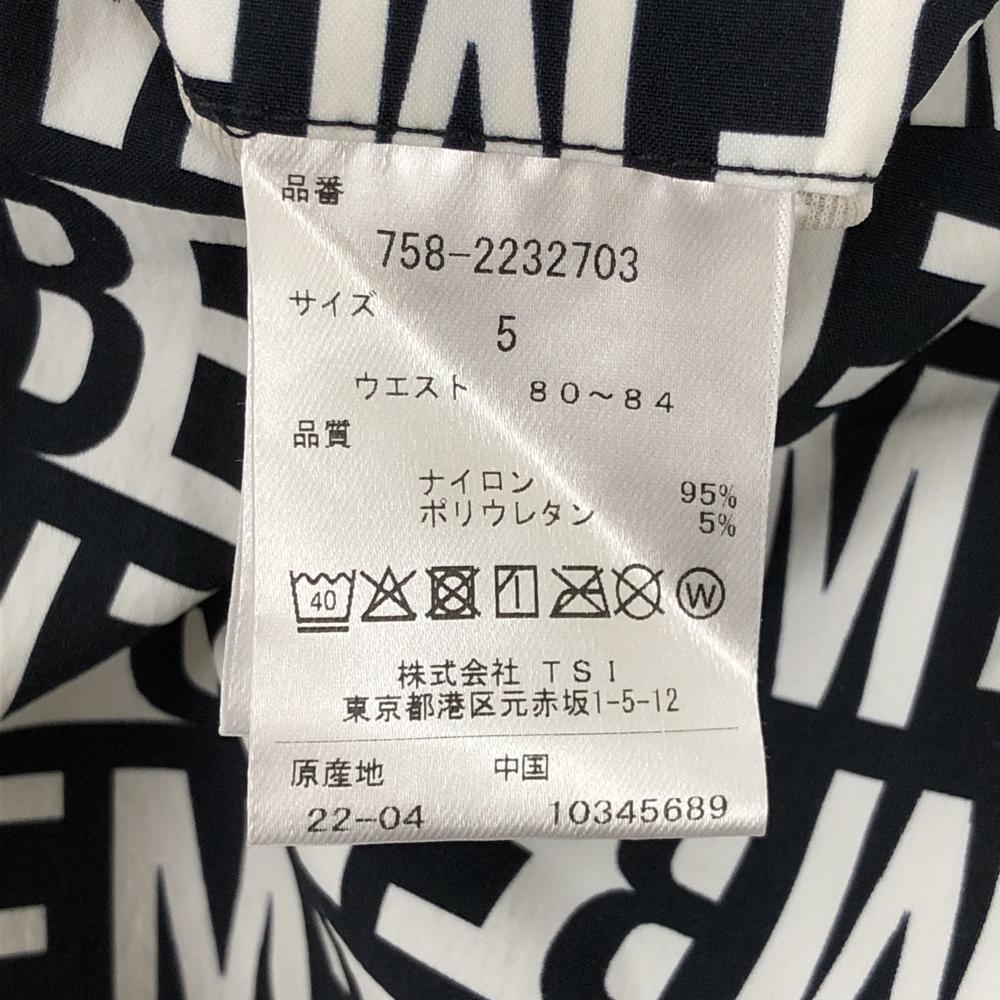 品番
758-2232703
サイズ
5
ウエスト 80～84
品質
ナイロン 95%
ポリウレタン 5%
40 W
株式会社 TSI
東京都港区元赤坂1-5-12
原産地 中国
22-04 10345689